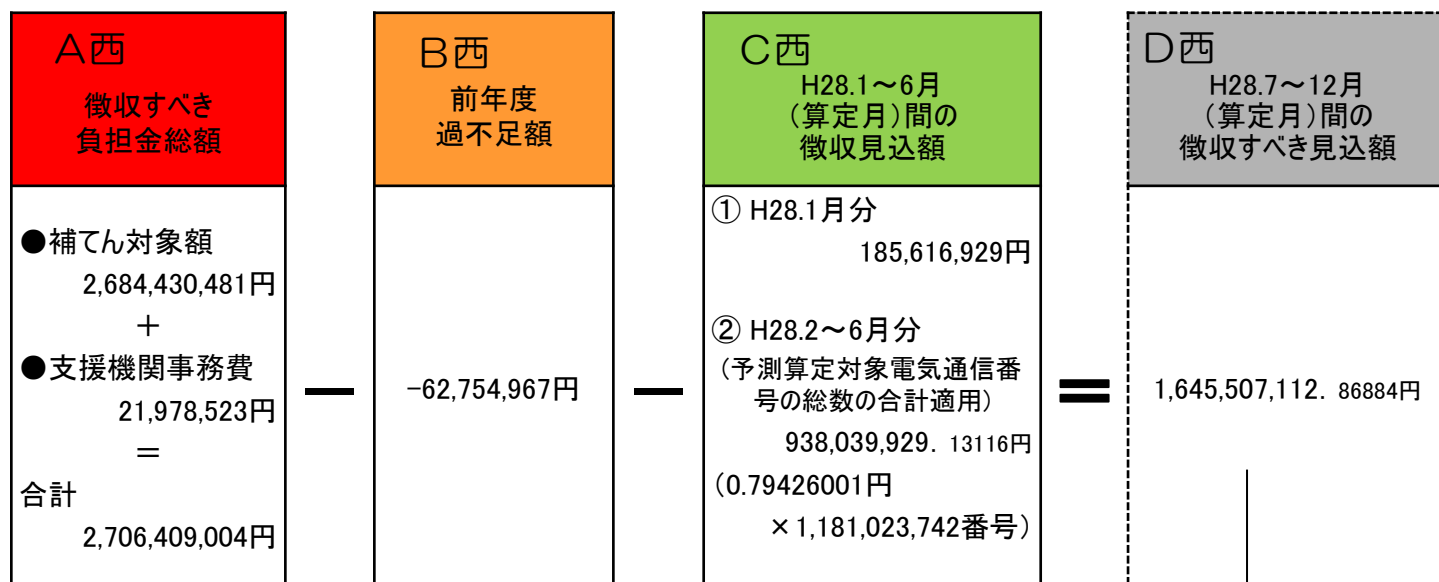 A西
徴収すべき
負担金総額
●補てん対象額
2,684,430,481円
＋
●支援機関事務費
21,978,523円
＝
合計
2,706,409,004円
ー
B西
前年度
過不足額
−62,754,967円
ー
C西
H28.1～6月
（算定月）間の
徴収見込額
① H28.1月分
185,616,929円
② H28.2～6月分
（予測算定対象電気通信番
号の総数の合計適用）
938,039,929. 13116円
（0.79426001円
×1,181,023,742番号）
＝
D西
H28.7～12月
（算定月）間の
徴収すべき見込額
1,645,507,112. 86884円